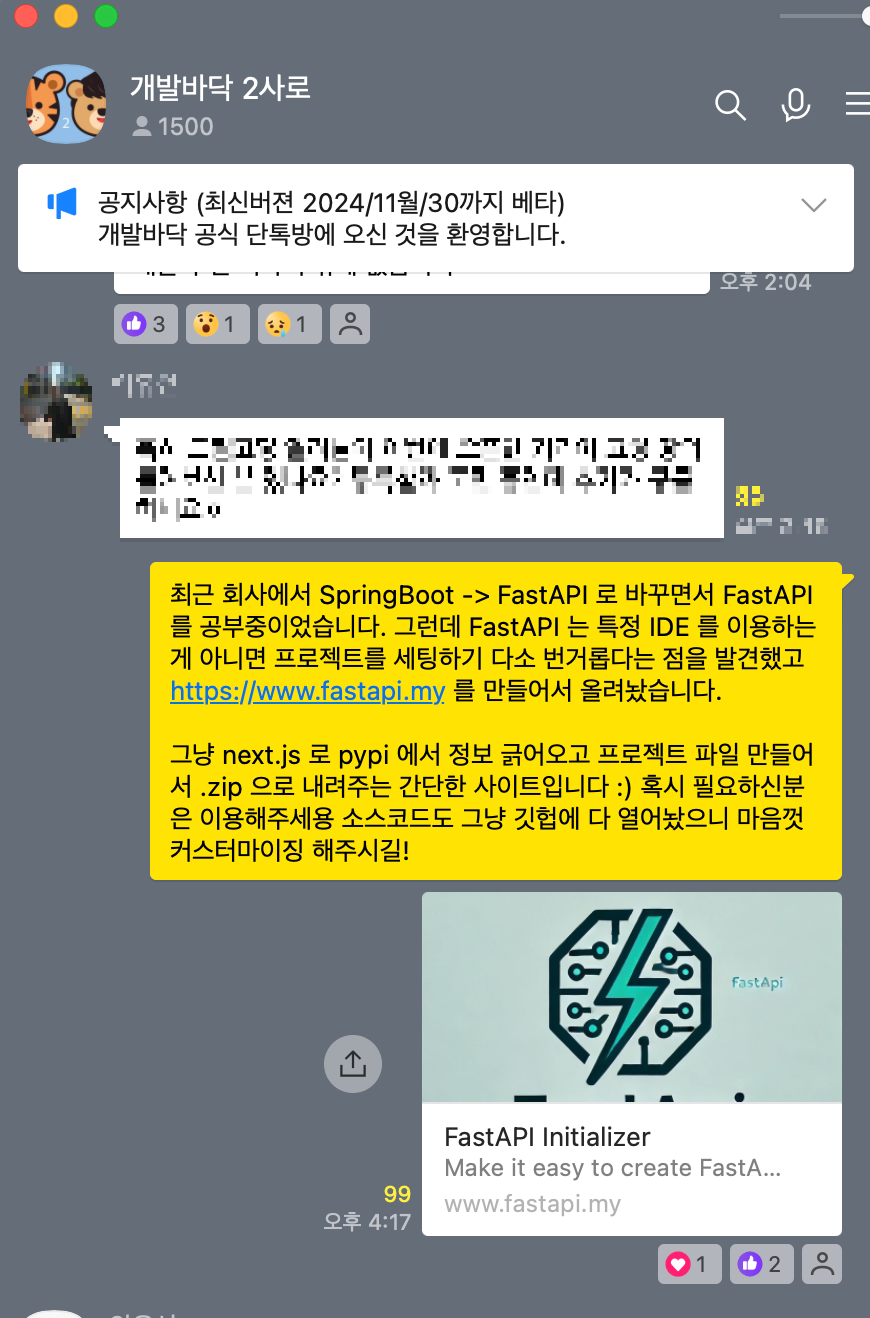 개발바닥 2사로
2
1500
공지사항 (최신버젼 2024/11월/30까지 베타)
개발바닥 공식 단톡방에 오신 것을 환영합니다.
오후 2:04
3
1
1
최근 회사에서 SpringBoot -> FastAPI 로 바꾸면서 FastAPI
를 공부중이었습니다. 그런데 FastAPI 는 특정 IDE 를 이용하는
게 아니면 프로젝트를 세팅하기 다소 번거롭다는 점을 발견했고
https://www.fastapi.my 를 만들어서 올려놨습니다.
그냥 next.js 로 pypi 에서 정보 긁어오고 프로젝트 파일 만들어
서 .zip 으로 내려주는 간단한 사이트입니다 :) 혹시 필요하신분
은 이용해주세용 소스코드도 그냥 깃헙에 다 열어놨으니 마음껏
커스터마이징 해주시길!
FastApi
FastAPI Initializer
Make it easy to create FastA...
www.fastapi.my
99
오후 4:17
1
2